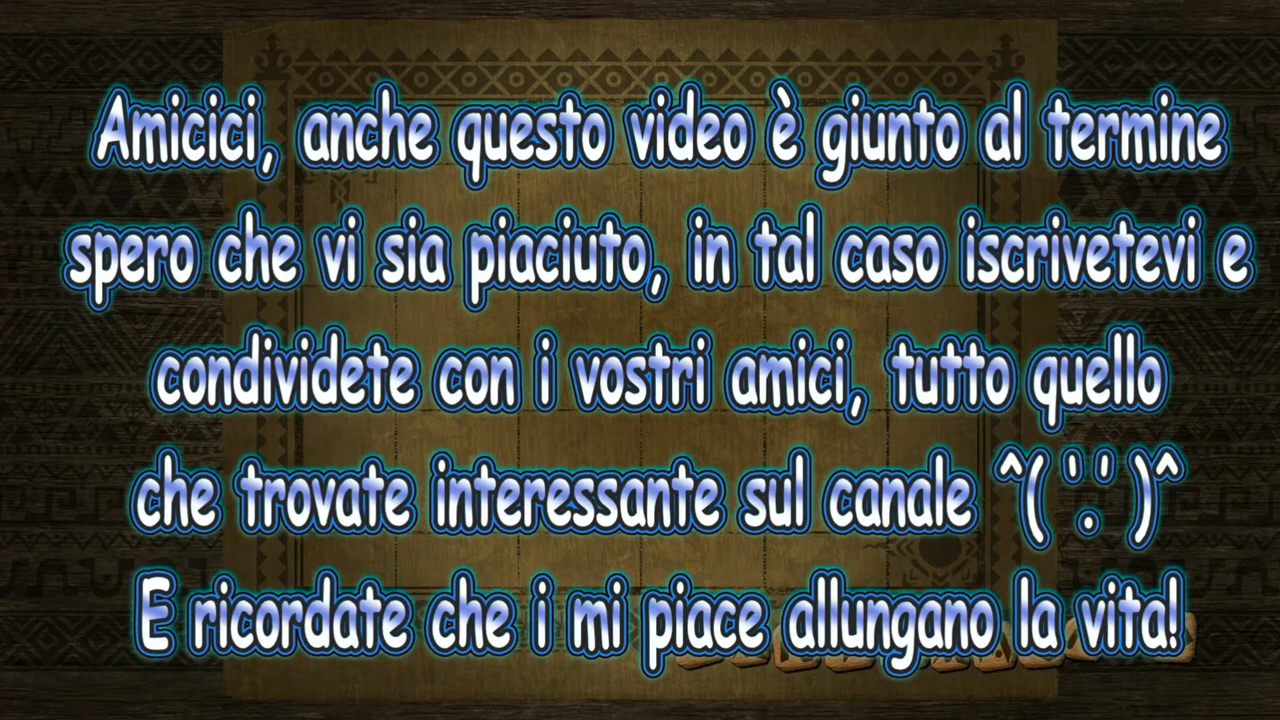 Amicici, anche questo video è giunto al termine
spero che vi sia piaciuto, in tal caso iscrivetevi e
condividete con i vostri amici, tutto quello
che trovate interessante sul canale ^( '.' )^
E ricordate che i mi piace allungano la vita!